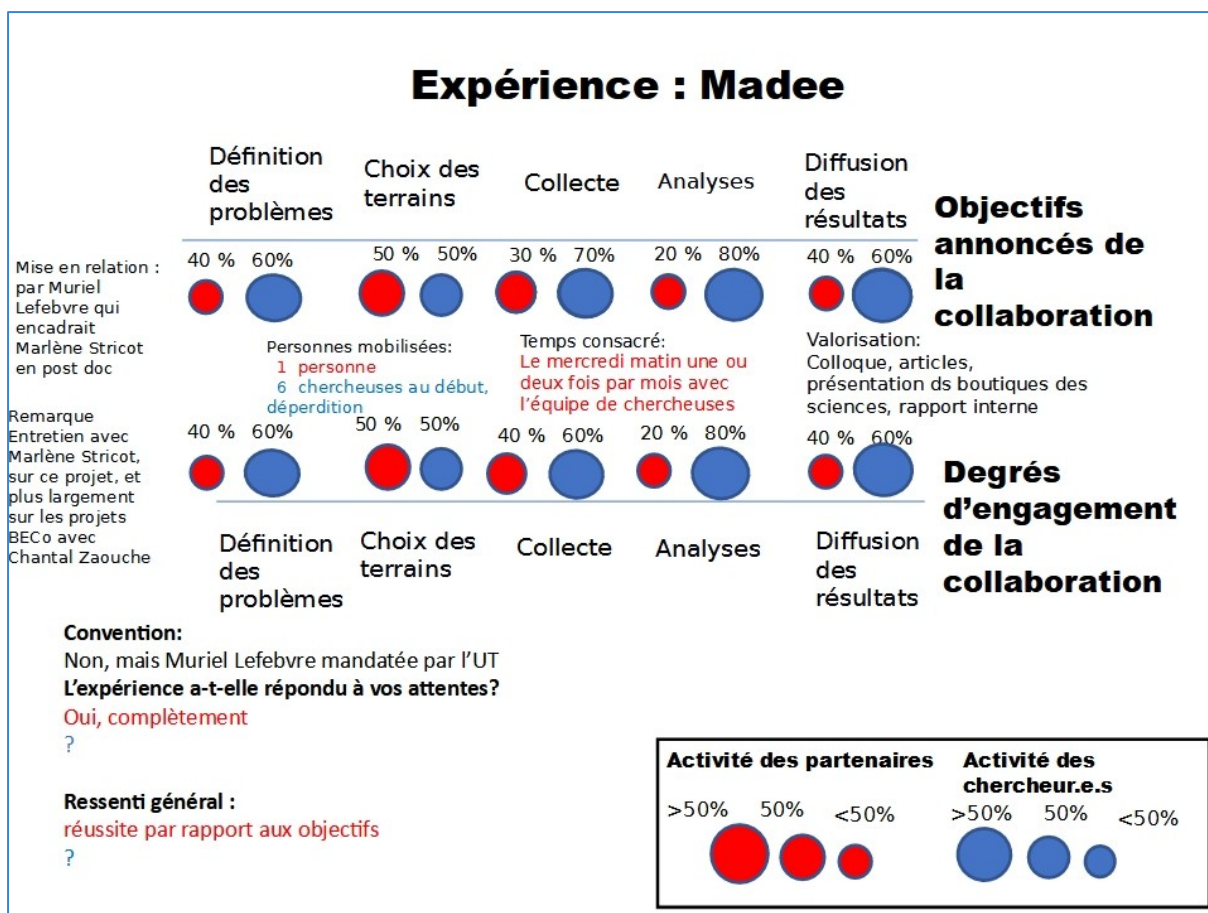 Expérience : Madee
Définition
des
problèmes
Choix des
terrains
Collecte
Analyses
Diffusion
des
résultats
Objectifs
annoncés de
la
collaboration
Mise en relation :
par Muriel
Lefebvre qui
encadrait
Marlène Stricot
en post doc
40 % 60%
50 % 50%
30 % 70%
20 % 80%
40 % 60%
Personnes mobilisées:
1 personne
6 chercheuses au début,
déperdition
Temps consacré:
Le mercredi matin une ou
deux fois par mois avec
l’équipe de chercheuses
Valorisation:
Colloque, articles,
présentation ds boutiques des
sciences, rapport interne
Remarque
Entretien avec
Marlène Stricot,
sur ce projet, et
plus largement
sur les projets
BECo avec
Chantal Zaouche
40 % 60%
50 % 50%
40 % 60%
20 % 80%
40 % 60%
Degrés
d’engagement
de la
collaboration
Définition
des
problèmes
Choix des
terrains
Collecte
Analyses
Diffusion
des
résultats
Convention:
Non, mais Muriel Lefebvre mandatée par l’UT
L’expérience a-t-elle répondu à vos attentes?
Oui, complètement
?
Ressenti général :
réussite par rapport aux objectifs
?
Activité des partenaires
>50% 50% <50%
Activité des
chercheur.e.s
>50% 50% <50%